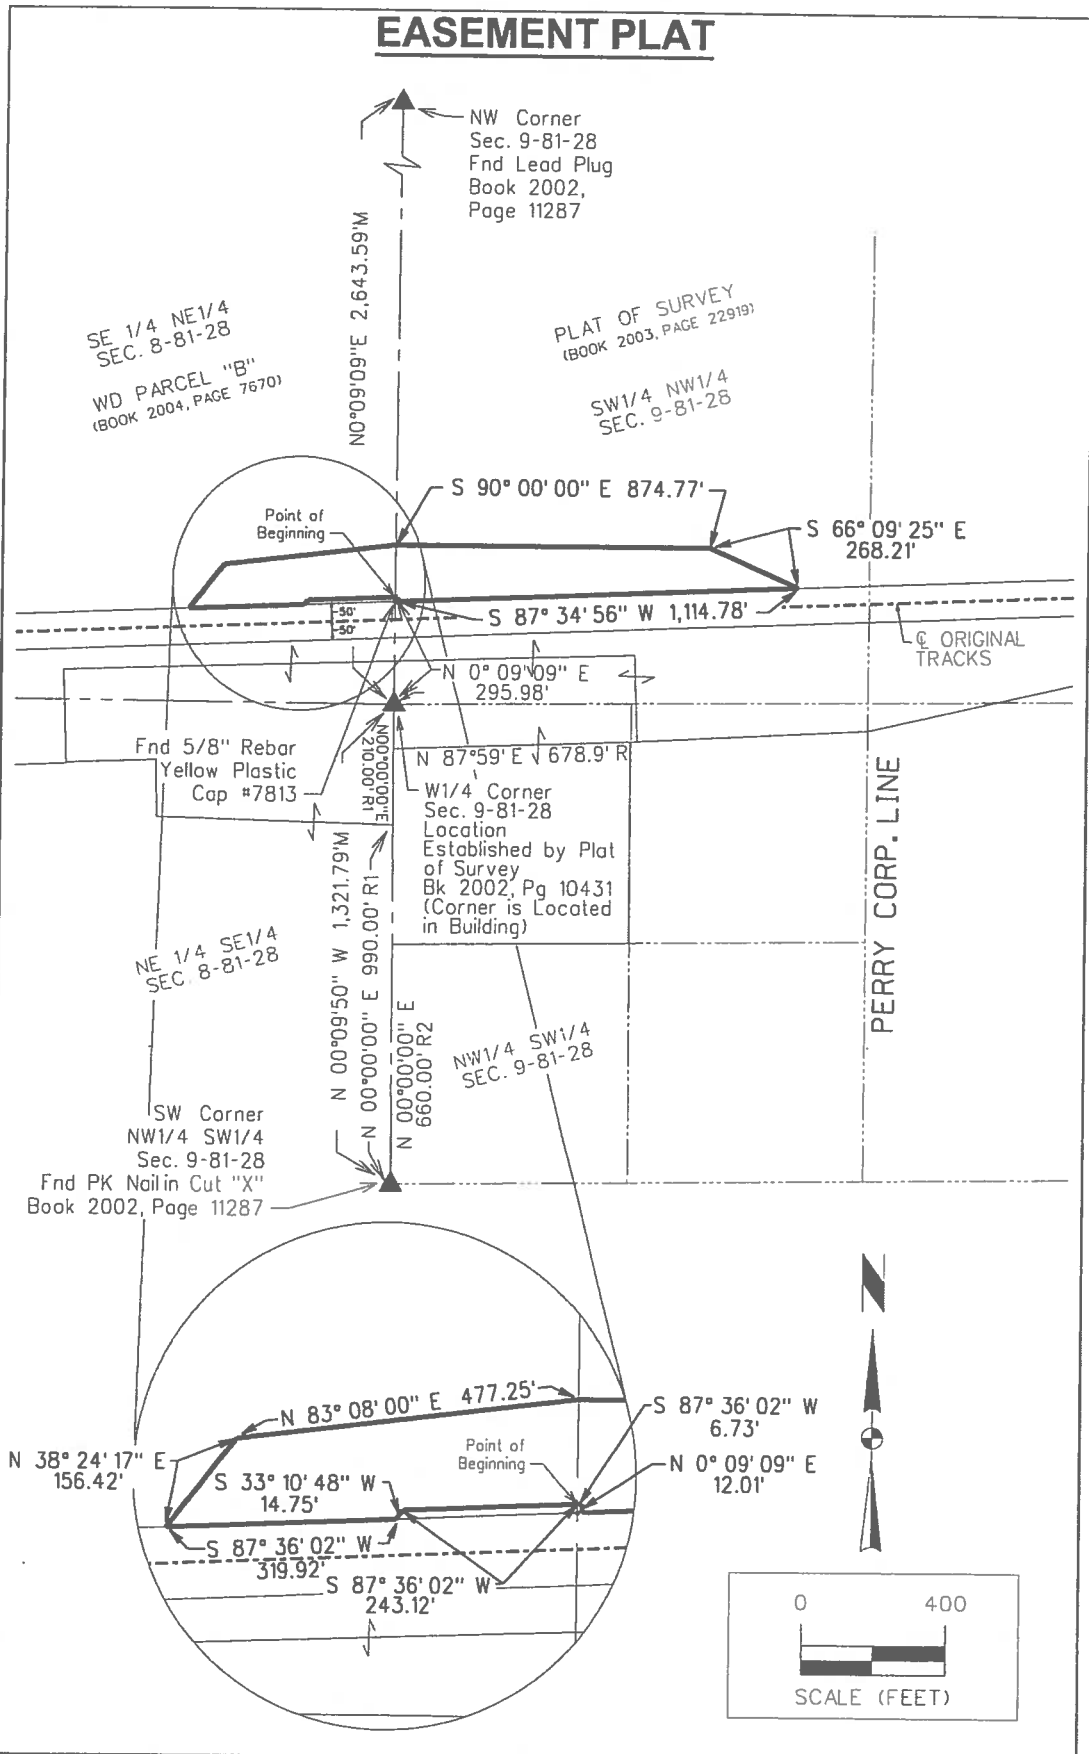 EASEMENT PLAT
NW Corner
Sec. 9-81-28
Fnd Lead Plug
Book 2002,
Page 11287
N0°09'09"E 2,643.59'M
SE 1/4 NE1/4
SEC. 8-81-28
WD PARCEL "B"
(BOOK 2004, PAGE 7670)
PLAT OF SURVEY
(BOOK 2003, PAGE 22919)
SW1/4 NW1/4
SEC. 9-81-28
S 90° 00' 00" E 874.77'
Point of
Beginning
S 66° 09' 25" E
268.21'
50'
50'
S 87° 34' 56" W 1,114.78'
℄ ORIGINAL
TRACKS
N 0° 09'09" E
295.98'
Fnd 5/8" Rebar
Yellow Plastic
Cap #7813
N00°00'00"E
210.00'R1
N 87°59' E 678.9' R
W1/4 Corner
Sec. 9-81-28
Location
Established by Plat
of Survey
Bk 2002, Pg 10431
(Corner is Located
in Building)
PERRY CORP. LINE
NE 1/4 SE1/4
SEC. 8-81-28
N 00°09'50" W 1,321.79'M
N 00°00'00" E 990.00' R1
N 00°00'00" E
660.00' R2
NW1/4 SW1/4
SEC. 9-81-28
SW Corner
NW1/4 SW1/4
Sec. 9-81-28
Fnd PK Nail in Cut "X"
Book 2002, Page 11287
N 83° 08' 00" E 477.25'
S 87° 36' 02" W
6.73'
Point of
Beginning
N 38° 24' 17" E
156.42'
S 33° 10' 48" W
14.75'
N 0° 09' 09" E
12.01'
S 87° 36' 02" W
319.92'
S 87° 36' 02" W
243.12'
N
0 400
SCALE (FEET)